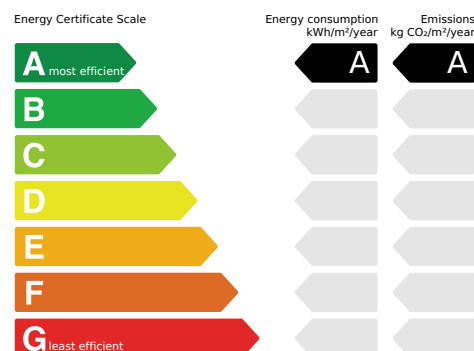 Energy Certificate Scale
Energy consumption
kWh/m²/year
Emissions
kg CO₂/m²/year
A most efficient
A
A
B
C
D
E
F
G least efficient